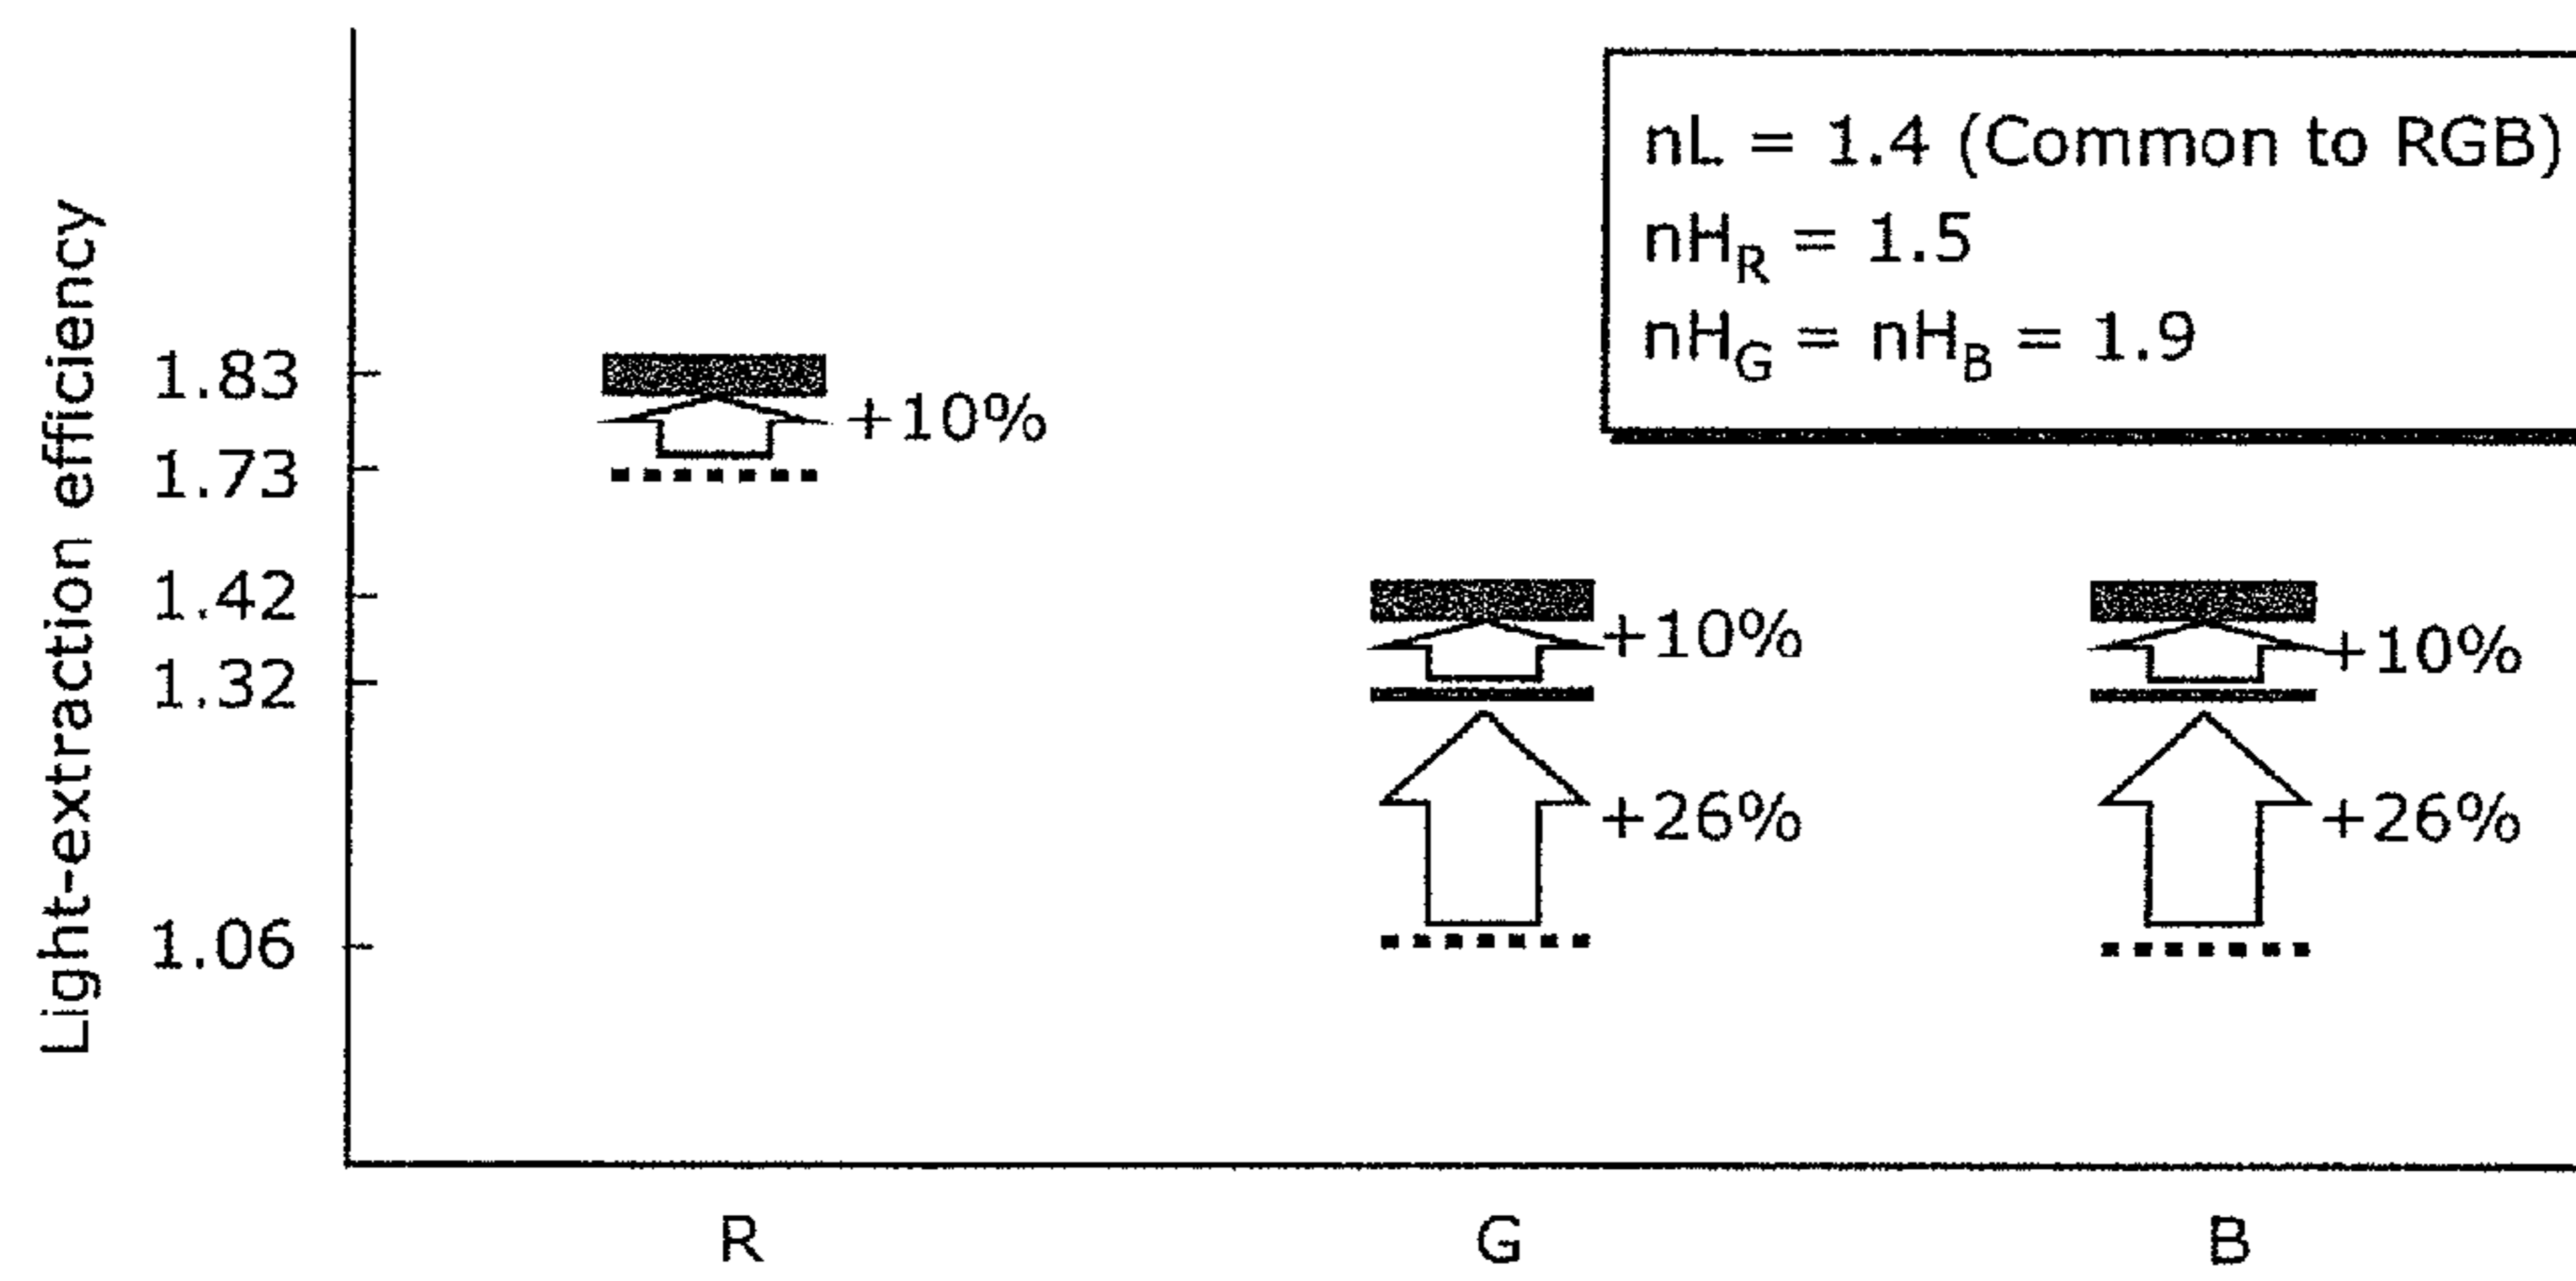 Light-extraction efficiency
nL = 1.4 (Common to RGB)
nH_R = 1.5
nH_G = nH_B = 1.9
1.83
1.73
1.42
1.32
1.06
+10%
+10%
+26%
+10%
+26%
R
G
B